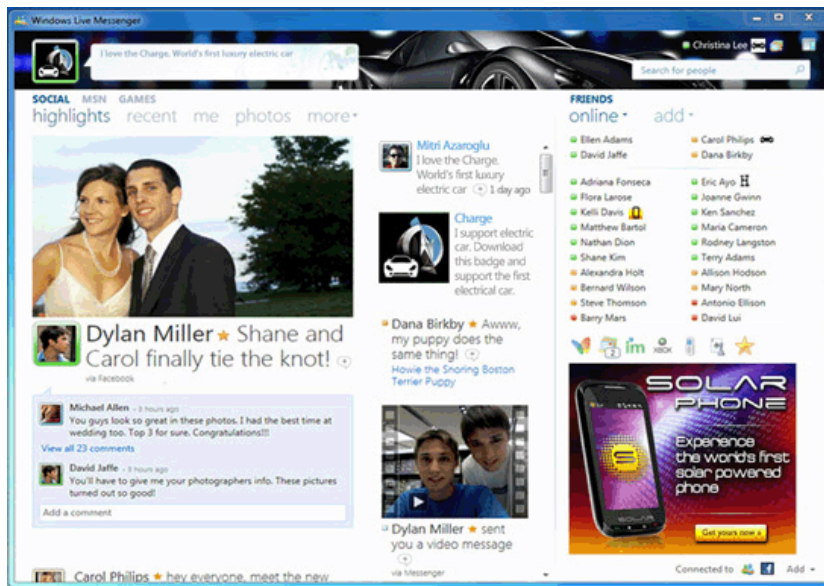 Windows Live Messenger
I love the Charge. World's first luxury electric car
Christina Lee
Search for people
SOCIAL MSN GAMES
highlights recent me photos more
Dylan Miller Shane and
Carol finally tie the knot!
via Facebook
Michael Allen - 3 hours ago
You guys look so great in these photos. I had the best time at
wedding too. Top 3 for sure. Congratulations!!!
View all 23 comments
David Jaffe - 3 hours ago
You'll have to give me your photographers info. These pictures
turned out so good!
Add a comment
Carol Philips hey everyone, meet the new
Mitri Azaroglu
I love the Charge.
World's first luxury
electric car 1 day ago
Charge
I support electric
car. Download
this badge and
support the first
electrical car.
Dana Birkby Awww,
my puppy does the
same thing!
Howie the Snoring Boston
Terrier Puppy
Dylan Miller sent
you a video message
via Messenger
FRIENDS
online add
Ellen Adams Carol Philips
David Jaffe Dana Birkby
Adriana Fonseca Eric Ayo H
Flora Larose Joanne Gwinn
Kelli Davis Ken Sanchez
Matthew Bartol Maria Cameron
Nathan Dion Rodney Langston
Shane Kim Terry Adams
Alexandra Holt Allison Hodson
Bernard Wilson Mary North
Steve Thomson Antonio Ellison
Barry Mars David Lui
2 im XBOX
SOLAR
PHONE
Experience
the world's first
solar powered
phone
S
SOLAR
Get yours now »
Connected to Add